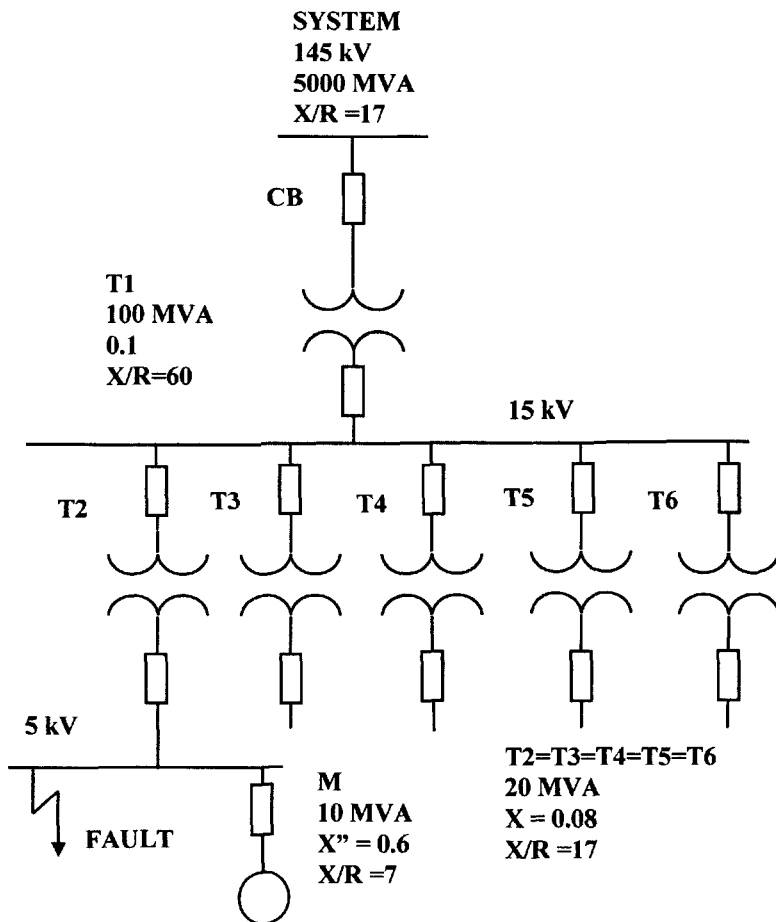 SYSTEM
145 kV
5000 MVA
X/R =17
CB
T1
100 MVA
0.1
X/R=60
15 kV
T2
T3
T4
T5
T6
5 kV
FAULT
M
10 MVA
X” = 0.6
X/R =7
T2=T3=T4=T5=T6
20 MVA
X = 0.08
X/R = 17